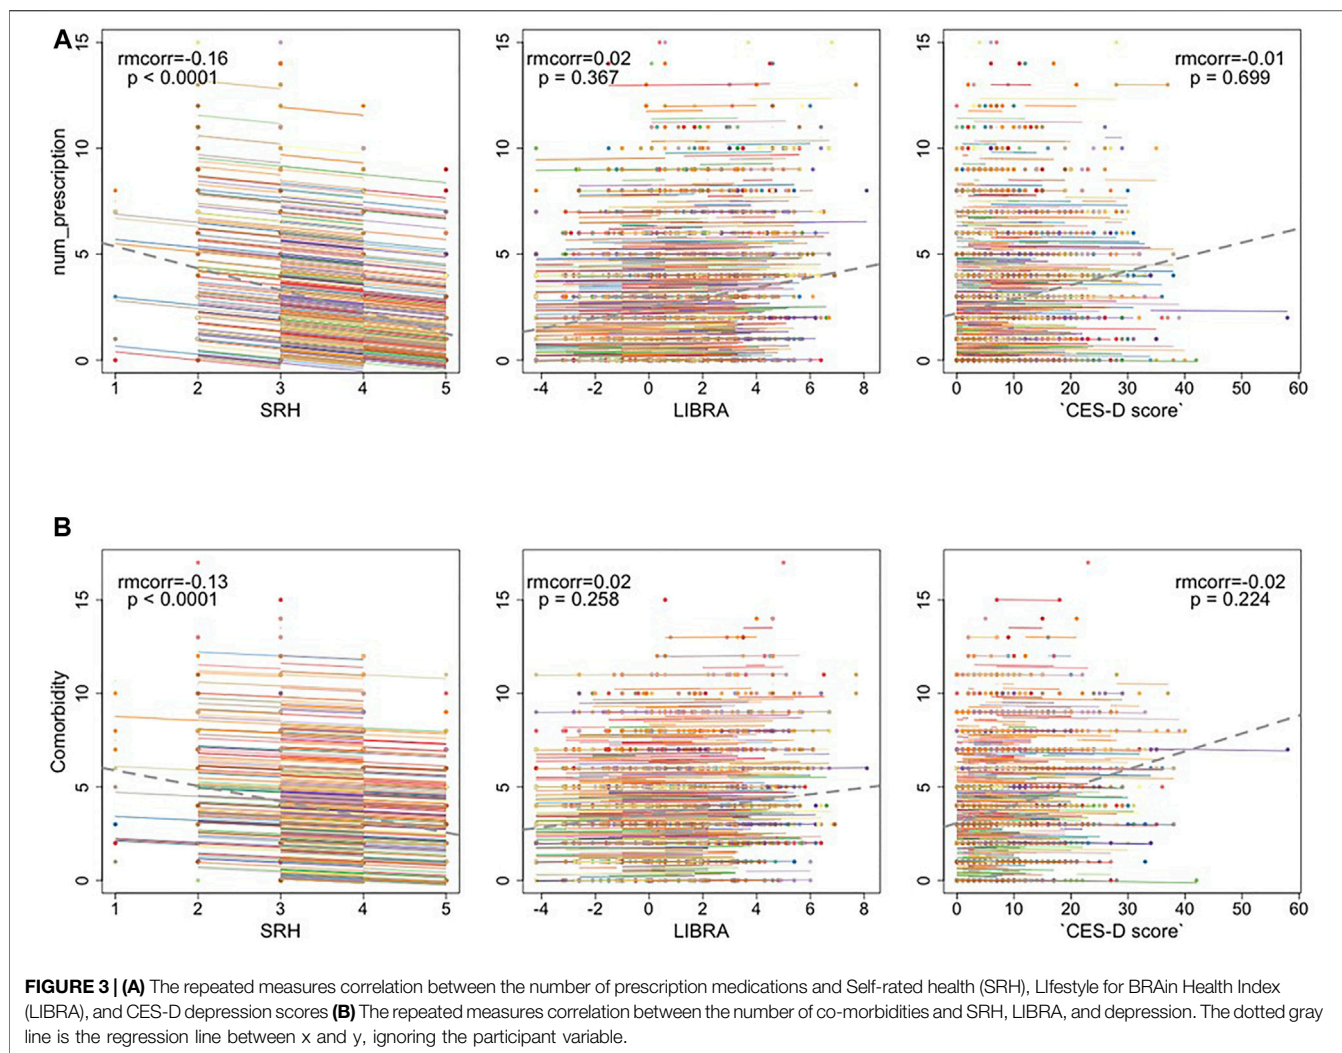 A
rmcorr=-0.16
p < 0.0001
num_prescription
0
5
10
15
1
2
3
4
5
SRH
rmcorr=0.02
p = 0.367
0
5
10
15
-4
-2
0
2
4
6
8
LIBRA
rmcorr=-0.01
p = 0.699
0
5
10
15
0
10
20
30
40
50
60
`CES-D score`
B
rmcorr=-0.13
p < 0.0001
Comorbidity
0
5
10
15
1
2
3
4
5
SRH
rmcorr=0.02
p = 0.258
0
5
10
15
-4
-2
0
2
4
6
8
LIBRA
rmcorr=-0.02
p = 0.224
0
5
10
15
0
10
20
30
40
50
60
`CES-D score`
FIGURE 3 | (A) The repeated measures correlation between the number of prescription medications and Self-rated health (SRH), LIfestyle for BRAin Health Index
(LIBRA), and CES-D depression scores (B) The repeated measures correlation between the number of co-morbidities and SRH, LIBRA, and depression. The dotted gray
line is the regression line between x and y, ignoring the participant variable.